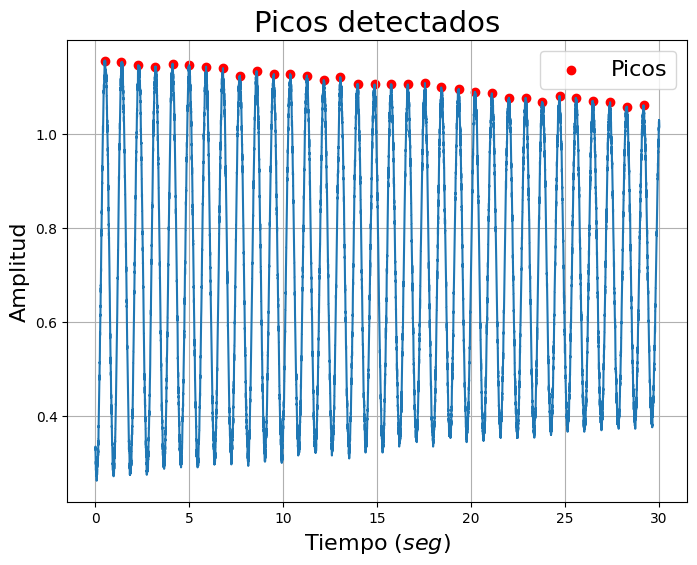 Picos detectados
Picos
Amplitud
1.0
0.8
0.6
0.4
0 5 10 15 20 25 30
Tiempo (seg)